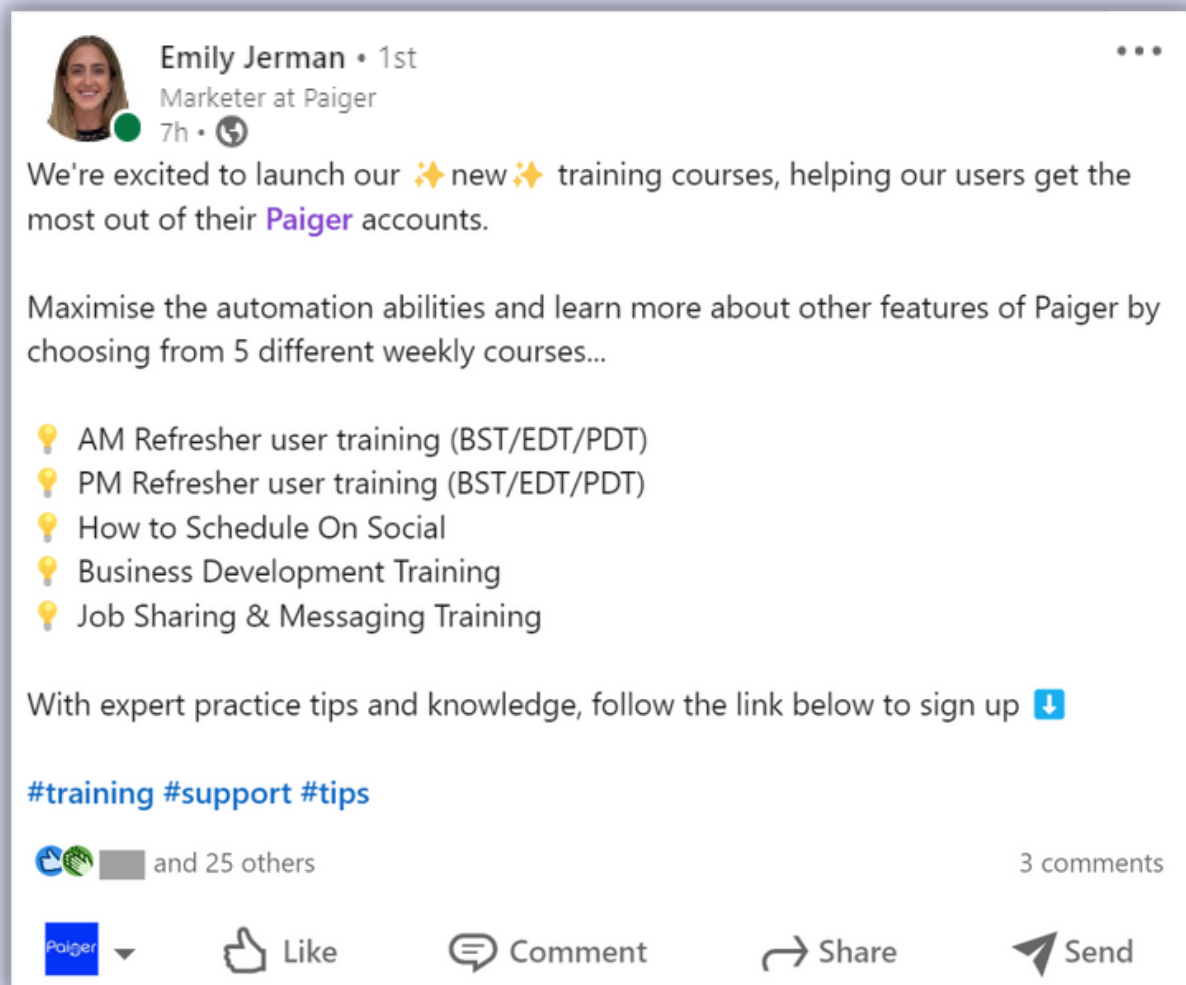 Emily Jerman • 1st
Marketer at Paiger
7h •
We're excited to launch our ✨new✨ training courses, helping our users get the
most out of their Paiger accounts.
Maximise the automation abilities and learn more about other features of Paiger by
choosing from 5 different weekly courses...
💡 AM Refresher user training (BST/EDT/PDT)
💡 PM Refresher user training (BST/EDT/PDT)
💡 How to Schedule On Social
💡 Business Development Training
💡 Job Sharing & Messaging Training
With expert practice tips and knowledge, follow the link below to sign up ⬇️
#training #support #tips
and 25 others 3 comments
Paiger Like Comment Share Send